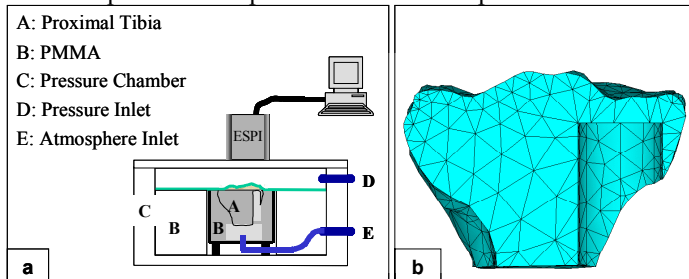 A: Proximal Tibia
B: PMMA
C: Pressure Chamber
D: Pressure Inlet
E: Atmosphere Inlet
ESPI
D
C
A
B
B
E
a
b